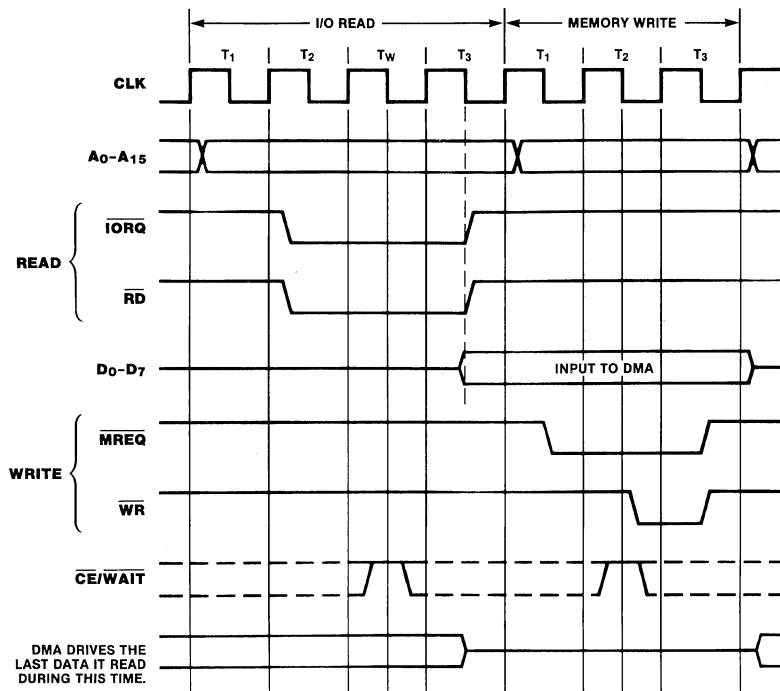 I/O READ MEMORY WRITE
T1 T2 TW T3 T1 T2 T3
CLK
A0–A15
IORQ
READ
RD
D0–D7 INPUT TO DMA
MREQ
WRITE
WR
CE/WAIT
DMA DRIVES THE
LAST DATA IT READ
DURING THIS TIME.